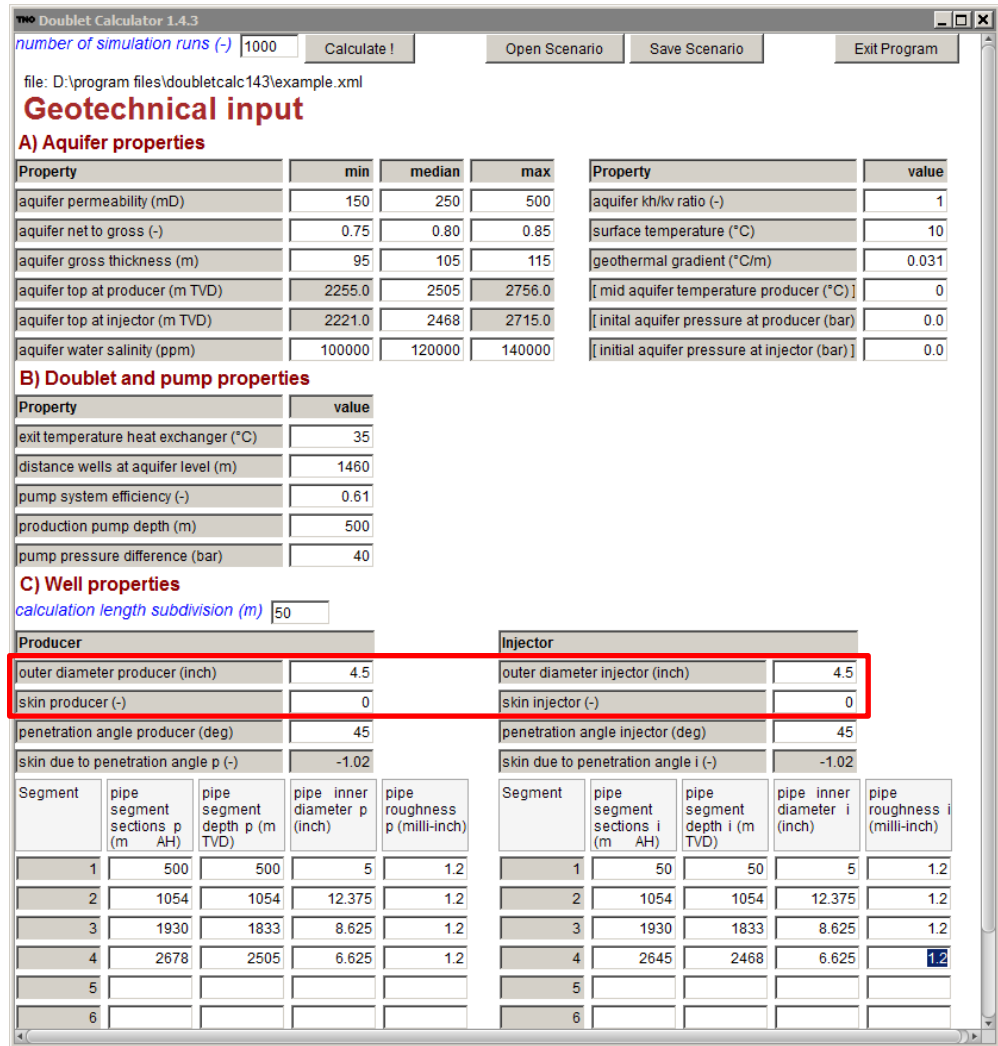 TNO Doublet Calculator 1.4.3
number of simulation runs (-) 1000 Calculate ! Open Scenario Save Scenario Exit Program
file: D:\program files\doubletcalc143\example.xml
Geotechnical input
A) Aquifer properties
Property min median max Property value
aquifer permeability (mD) 150 250 500 aquifer kh/kv ratio (-) 1
aquifer net to gross (-) 0.75 0.80 0.85 surface temperature (°C) 10
aquifer gross thickness (m) 95 105 115 geothermal gradient (°C/m) 0.031
aquifer top at producer (m TVD) 2255.0 2505 2756.0 [ mid aquifer temperature producer (°C) ] 0
aquifer top at injector (m TVD) 2221.0 2468 2715.0 [ inital aquifer pressure at producer (bar) 0.0
aquifer water salinity (ppm) 100000 120000 140000 [ initial aquifer pressure at injector (bar) ] 0.0
B) Doublet and pump properties
Property value
exit temperature heat exchanger (°C) 35
distance wells at aquifer level (m) 1460
pump system efficiency (-) 0.61
production pump depth (m) 500
pump pressure difference (bar) 40
C) Well properties
calculation length subdivision (m) 50
Producer Injector
outer diameter producer (inch) 4.5 outer diameter injector (inch) 4.5
skin producer (-) 0 skin injector (-) 0
penetration angle producer (deg) 45 penetration angle injector (deg) 45
skin due to penetration angle p (-) -1.02 skin due to penetration angle i (-) -1.02
Segment pipe pipe pipe inner pipe Segment pipe pipe pipe inner pipe
segment segment diameter p roughness segment segment diameter i roughness i
sections p depth p (m (inch) p (milli-inch) sections i depth i (m (inch) (milli-inch)
(m AH) TVD) (m AH) TVD)
1 500 500 5 1.2 1 50 50 5 1.2
2 1054 1054 12.375 1.2 2 1054 1054 12.375 1.2
3 1930 1833 8.625 1.2 3 1930 1833 8.625 1.2
4 2678 2505 6.625 1.2 4 2645 2468 6.625 1.2
5 5
6 6